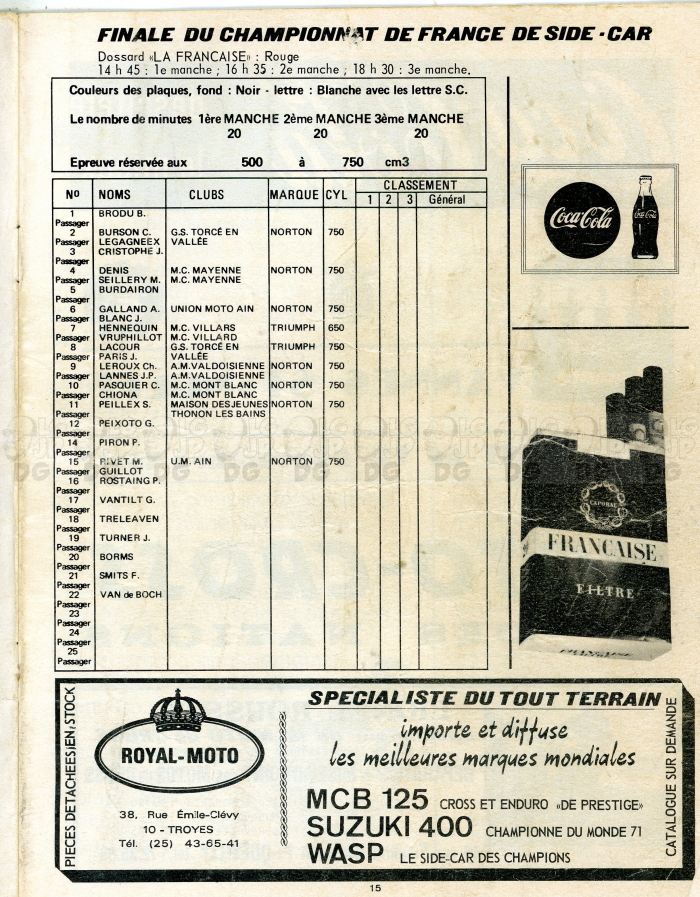 FINALE DU CHAMPIONNAT DE FRANCE DE SIDE-CAR
Dossard «LA FRANCAISE» : Rouge
14 h 45 : 1e manche ; 16 h 35 : 2e manche ; 18 h 30 : 3e manche.
Couleurs des plaques, fond : Noir - lettre : Blanche avec les lettre S.C.
Le nombre de minutes 1ère MANCHE 2ème MANCHE 3ème MANCHE
20 20 20
Epreuve réservée aux 500 à 750 cm3
No NOMS CLUBS MARQUE CYL CLASSEMENT
1 2 3 Général
1 BRODU B.
Passager
2 BURSON C. G.S. TORCÉ EN NORTON 750
Passager LEGAGNEEX VALLÉE
3 CRISTOPHE J.
Passager
4 DENIS M.C. MAYENNE NORTON 750
Passager SEILLERY M. M.C. MAYENNE
5 BURDAIRON
Passager
6 GALLAND A. UNION MOTO AIN NORTON 750
Passager BLANC J.
7 HENNEQUIN M.C. VILLARS TRIUMPH 650
Passager VRUPHILLOT M.C. VILLARD
8 LACOUR G.S. TORCÉ EN TRIUMPH 750
Passager PARIS J. VALLÉE
9 LEROUX Ch. A.M.VALDOISIENNE NORTON 750
Passager LANNES J.P. A.M.VALDOISIENNE
10 PASQUIER C. M.C. MONT BLANC NORTON 750
Passager CHIONA M.C. MONT BLANC
11 PEILLEX S. MAISON DESJEUNES NORTON 750
Passager THONON LES BAINS
12 PEIXOTO G.
Passager
14 PIRON P.
Passager
15 RIVET M. U.M. AIN NORTON 750
Passager GUILLOT
16 ROSTAING P.
Passager
17 VANTILT G.
Passager
18 TRELEAVEN
Passager
19 TURNER J.
Passager
20 BORMS
Passager
21 SMITS F.
Passager
22 VAN de BOCH
Passager
23
Passager
24
Passager
25
Passager
Coca-Cola
Coca-Cola
CAPORAL
FRANÇAISE
FILTRE
FRANÇAISE
FILTRE
PIECES DETACHEESIEN;STOCK
ROYAL-MOTO
38, Rue Émile-Clévy
10 - TROYES
Tél. (25) 43-65-41
SPECIALISTE DU TOUT TERRAIN
importe et diffuse
les meilleures marques mondiales
MCB 125 CROSS ET ENDURO «DE PRESTIGE»
SUZUKI 400 CHAMPIONNE DU MONDE 71
WASP LE SIDE-CAR DES CHAMPIONS
CATALOGUE SUR DEMANDE
15